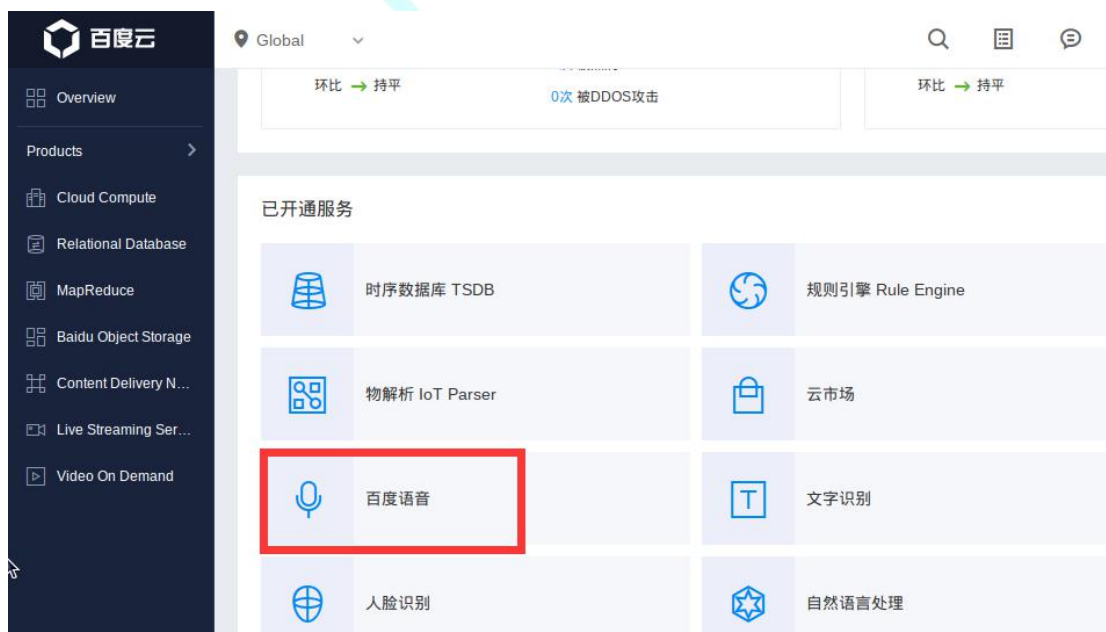 百度云
Global
Overview
Products
Cloud Compute
Relational Database
MapReduce
Baidu Object Storage
Content Delivery N...
Live Streaming Ser...
Video On Demand
环比 → 持平
0次 被DDOS攻击
环比 → 持平
已开通服务
时序数据库 TSDB
规则引擎 Rule Engine
物解析 IoT Parser
云市场
百度语音
T
文字识别
人脸识别
自然语言处理